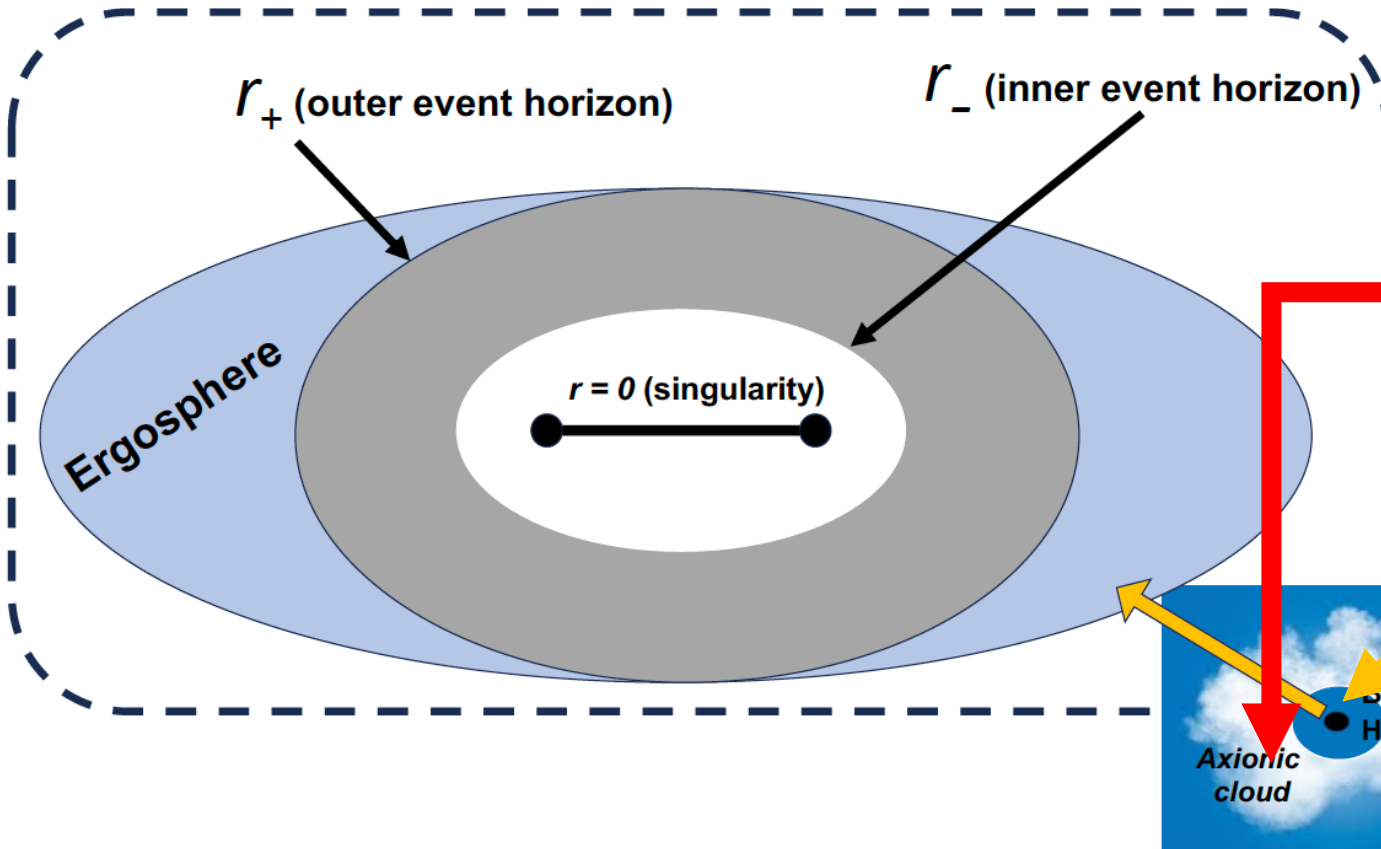 r+ (outer event horizon)
r- (inner event horizon)
Ergosphere
r = 0 (singularity)
Axionic
cloud